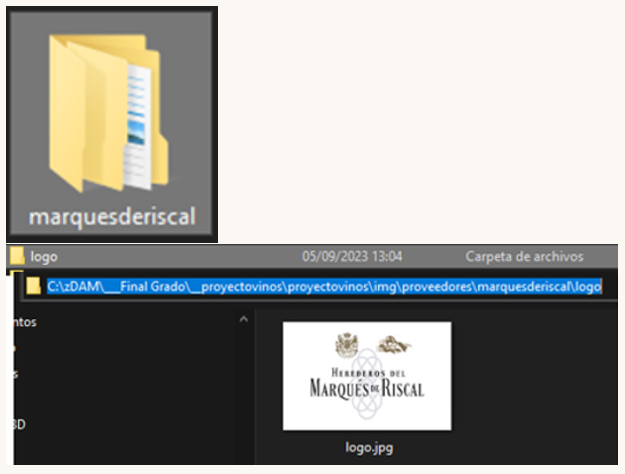 marquesderiscal
logo 05/09/2023 13:04 Carpeta de archivos
C:\zDAM\__Final Grado\__proyectovinos\proyectovinos\img\proveedores\marquesderiscal\logo
ntos
s
3D
HEREDEROS DEL
MARQUÉS DE RISCAL
logo.jpg